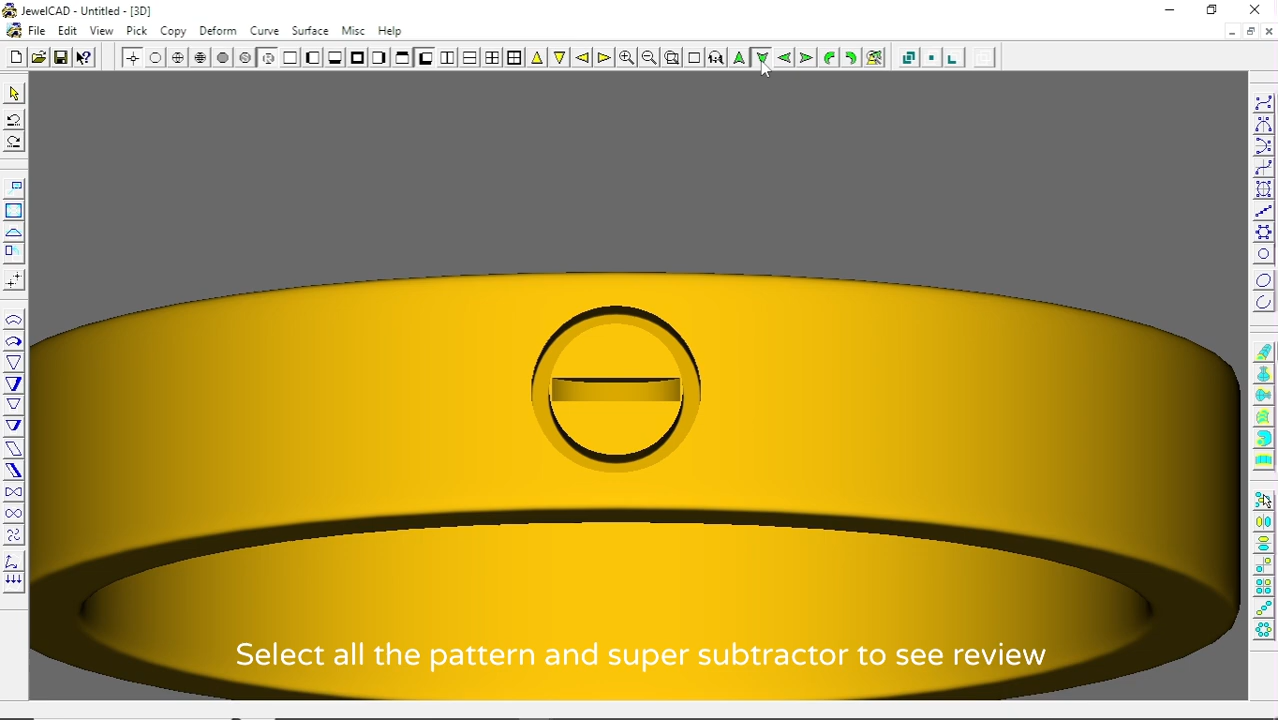 JewelCAD - Untitled - [3D]
File Edit View Pick Copy Deform Curve Surface Misc Help
Select all the pattern and super subtractor to see review